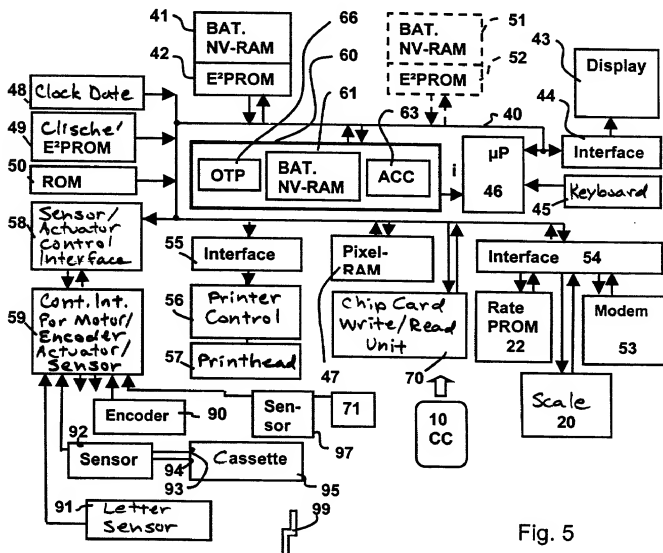 41
BAT.
NV-RAM
42
E²PROM
66
60
61
63
51
BAT.
NV-RAM
E²PROM
52
43
Display
48
Clock Date
49
Clische'/
E²PROM
50
ROM
40
OTP
BAT.
NV-RAM
ACC
i
µP
46
44
Interface
45
Keyboard
58
Sensor/
Actuator
Control
Interface
55
Interface
Pixel-
RAM
Interface 54
59
Cont. Int.
For Motor/
Encoder
Actuator/
Sensor
56
Printer
Control
57
Printhead
47
Chip Card
Write/Read
Unit
70
Rate
PROM
22
Modem
53
Encoder
90
Sen-
sor
97
71
10
CC
Scale
20
92
Sensor
94
93
Cassette
95
91
Letter
Sensor
99
Fig. 5